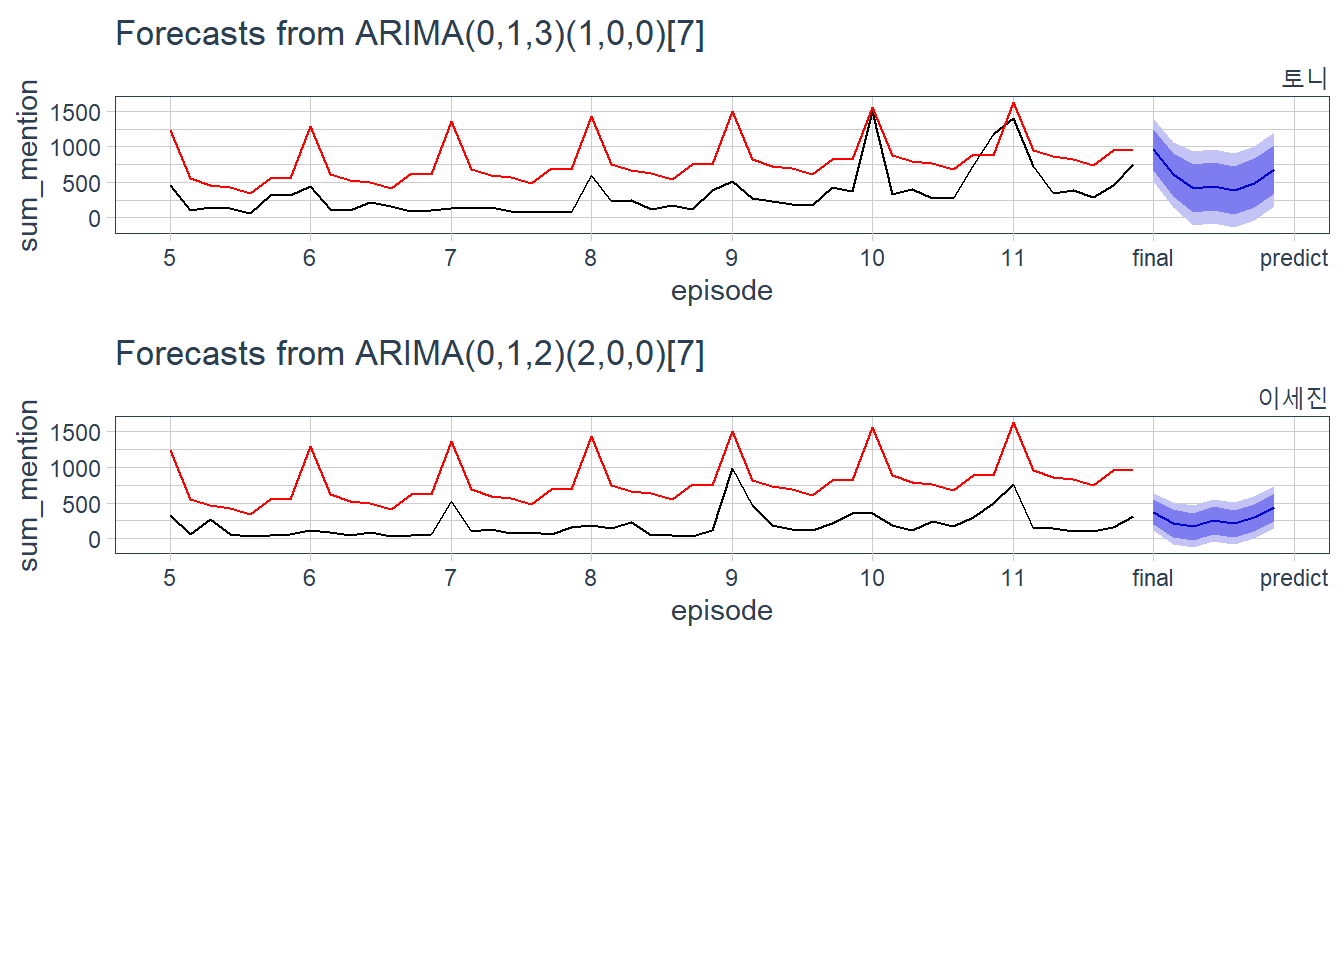 Forecasts from ARIMA(0,1,3)(1,0,0)[7]
토니
sum_mention
1500
1000
500
0
5 6 7 8 9 10 11 final predict
episode
Forecasts from ARIMA(0,1,2)(2,0,0)[7]
이세진
sum_mention
1500
1000
500
0
5 6 7 8 9 10 11 final predict
episode